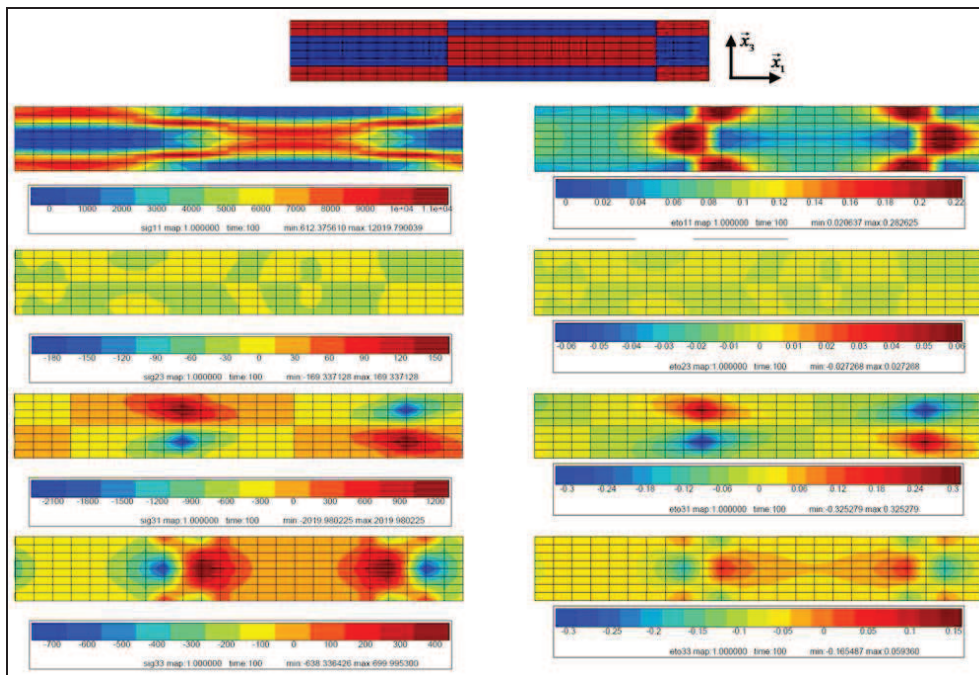 x₃
x₁
0. 1000 2000 3000 4000 5000 6000 7000 8000 9000 1e+04 1.1e+04
sig11 map:1.000000 time:100 min:612.375610 max:12019.790039
0 0.02 0.04 0.06 0.08 0.1 0.12 0.14 0.16 0.18 0.2 0.22
eto11 map:1.000000 time:100 min:0.020637 max:0.282625
-180 -150 -120 -90 -60 -30 0 30 60 90 120 150
sig23 map:1.000000 time:100 min:-169.337128 max:169.337128
-0.06 -0.05 -0.04 -0.03 -0.02 -0.01 0 0.01 0.02 0.03 0.04 0.05 0.06
eto23 map:1.000000 time:100 min:-0.027268 max:0.027268
-2100 -1600 -1500 -1200 -900 -600 -300 0. 300 600 900 1200
sig31 map:1.000000 time:100 min:-2019.980225 max:2019.980225
-0.3 -0.24 -0.18 -0.12 -0.06 0 0.06 0.12 0.18 0.24 0.3
eto31 map:1.000000 time:100 min:-0.325279 max:0.325279
-700 -600 -500 -400 -300 -200 -100 0 100 200 300 400
sig33 map:1.000000 time:100 min:-638.336426 max:699.995300
-0.3 -0.25 -0.2 -0.15 -0.1 -0.05 0 0.05 0.1 0.15
eto33 map:1.000000 time:100 min:-0.165487 max:0.059360